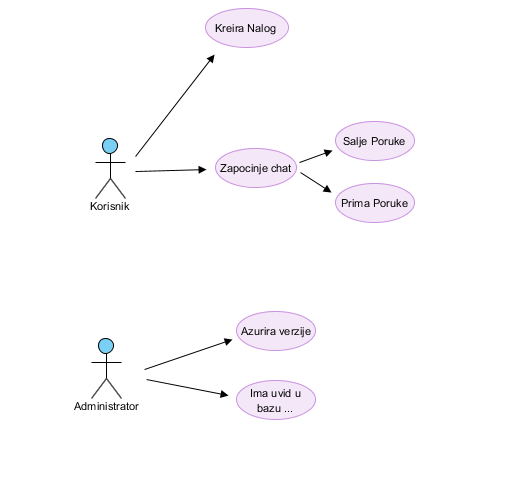 Kreira Nalog
Salje Poruke
Zapocinje chat
Korisnik
Prima Poruke
Azurira verzije
Administrator
Ima uvid u
bazu ...